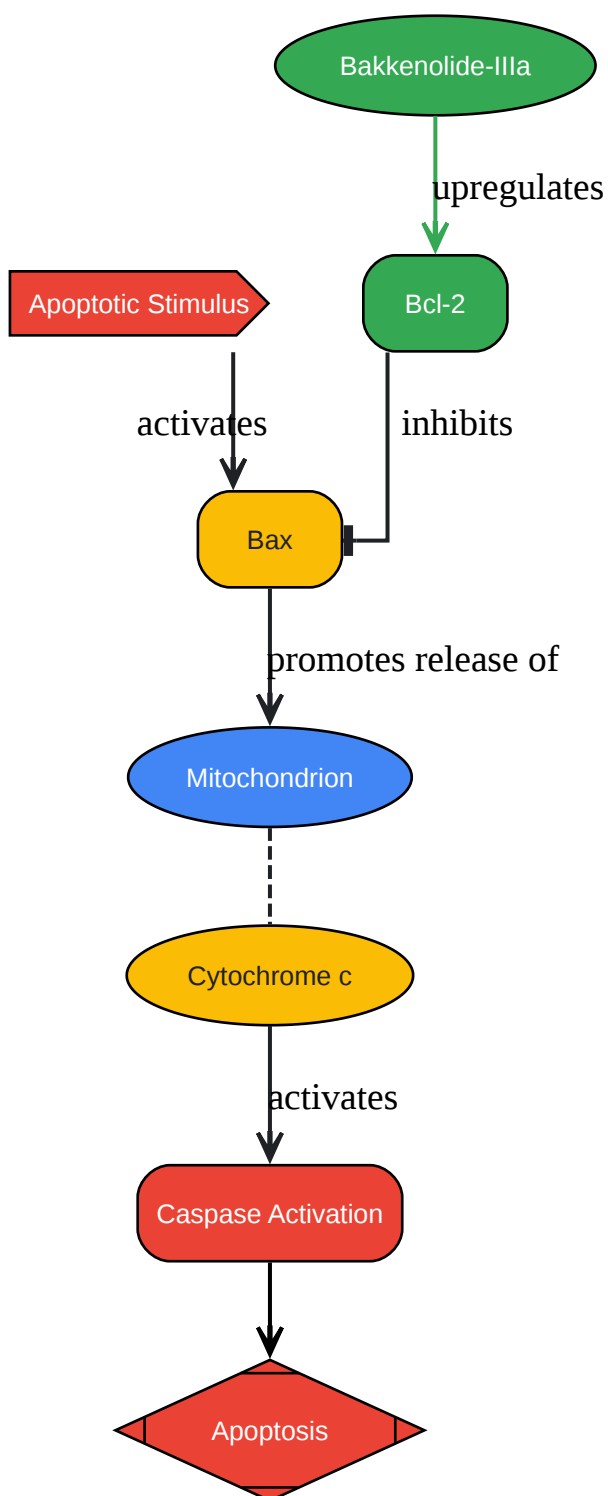 Bakkenolide-IIIa
upregulates
Apoptotic Stimulus
Bcl-2
activates
inhibits
Bax
promotes release of
Mitochondrion
Cytochrome c
activates
Caspase Activation
Apoptosis